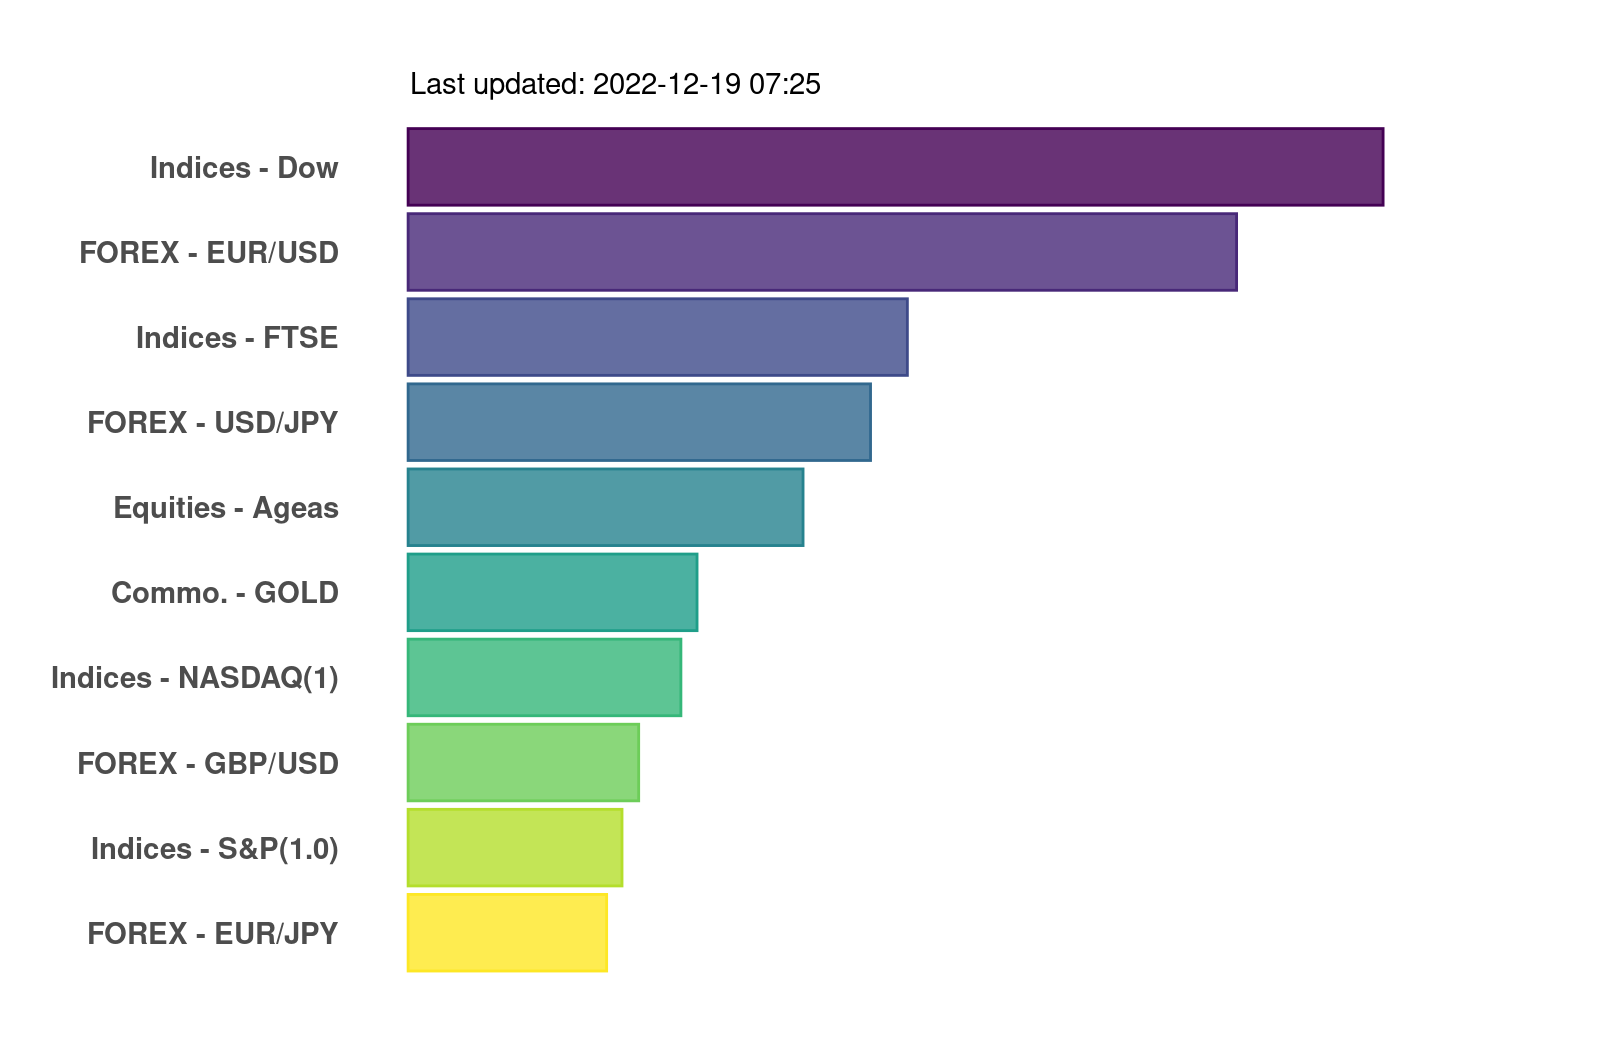 Last updated: 2022-12-19 07:25
Indices - Dow
FOREX - EUR/USD
Indices - FTSE
FOREX - USD/JPY
Equities - Ageas
Commo. - GOLD
Indices - NASDAQ(1)
FOREX - GBP/USD
Indices - S&P(1.0)
FOREX - EUR/JPY